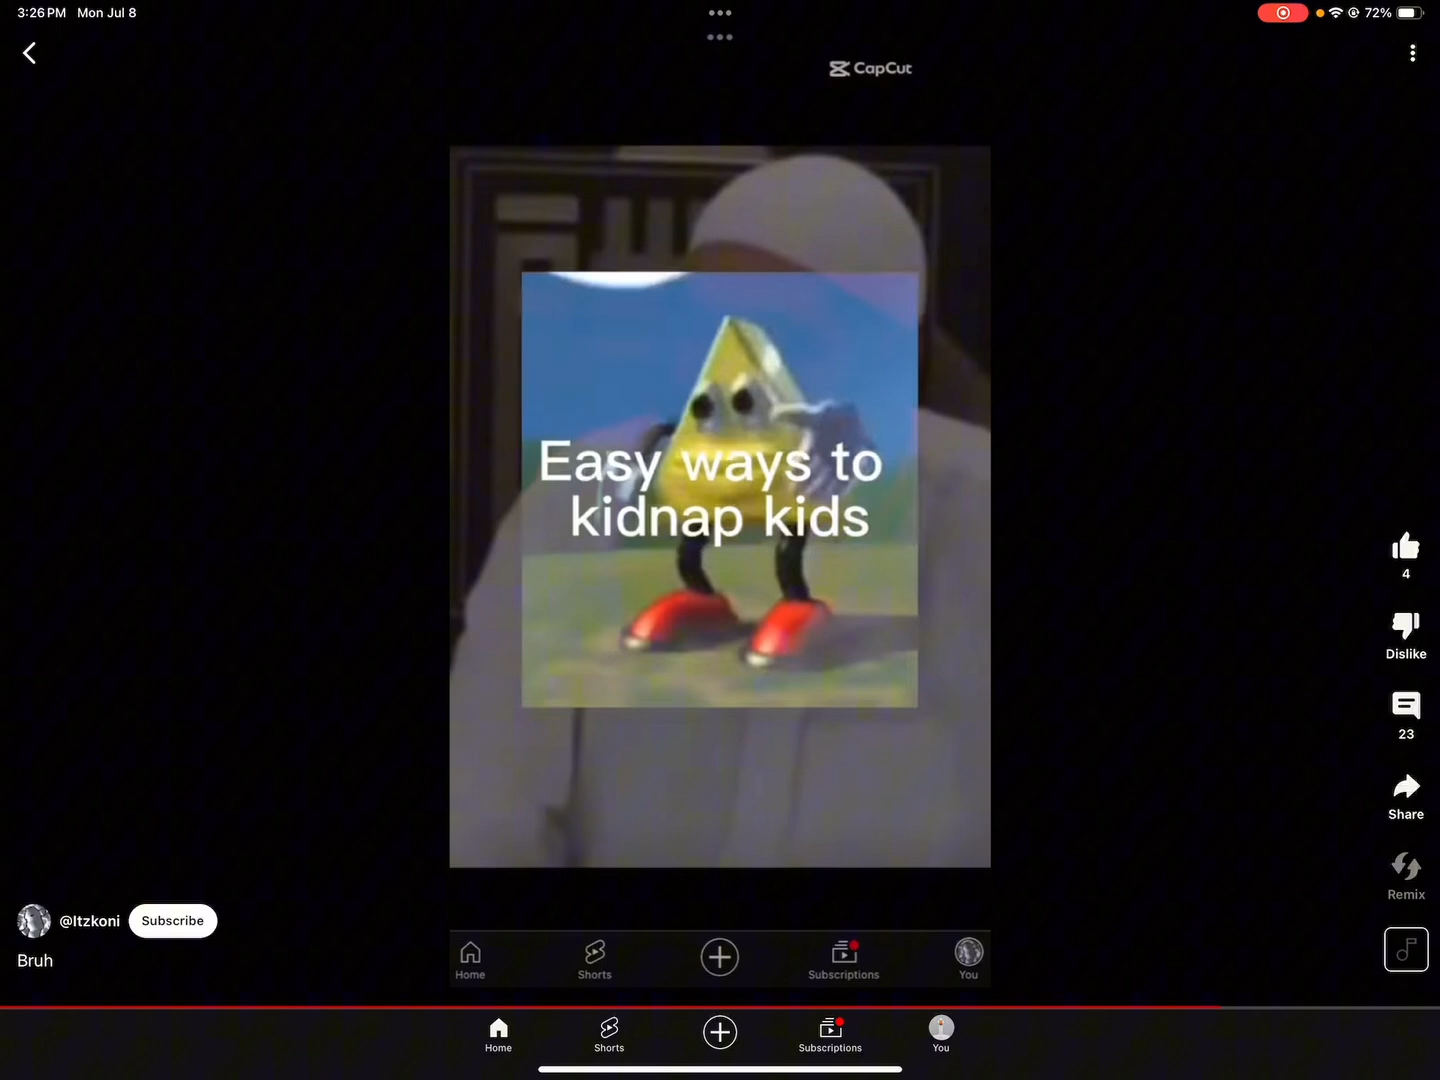 3:26 PM Mon Jul 8
72%
CapCut
Easy ways to
kidnap kids
4
Dislike
23
Share
Remix
@Itzkoni
Subscribe
Bruh
Home
Shorts
Subscriptions
You
Home
Shorts
Subscriptions
You